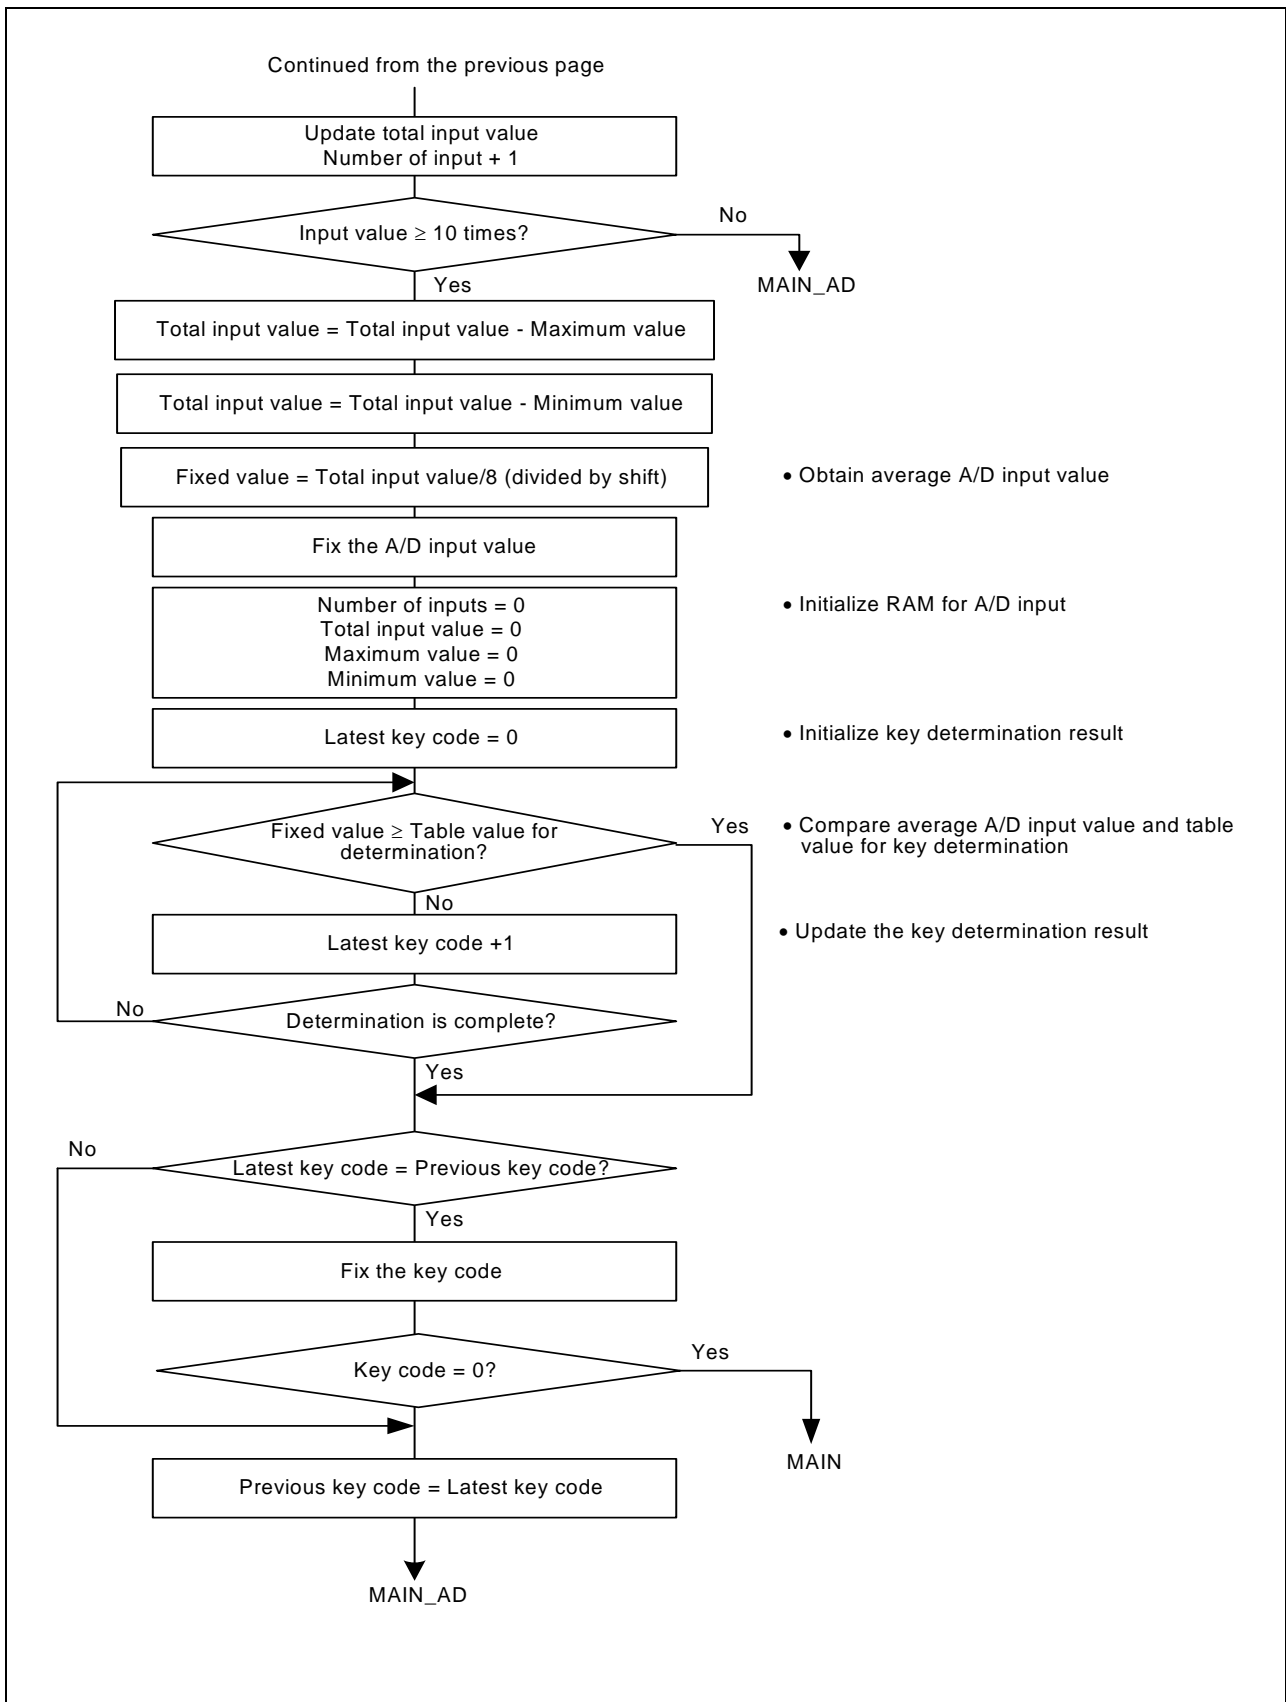 Continued from the previous page
Update total input value
Number of input + 1
Input value ≥ 10 times?
No
MAIN_AD
Yes
Total input value = Total input value - Maximum value
Total input value = Total input value - Minimum value
Fixed value = Total input value/8 (divided by shift)
• Obtain average A/D input value
Fix the A/D input value
Number of inputs = 0
• Initialize RAM for A/D input
Total input value = 0
Maximum value = 0
Minimum value = 0
Latest key code = 0
• Initialize key determination result
Fixed value ≥ Table value for
determination?
Yes
• Compare average A/D input value and table
value for key determination
No
Latest key code +1
• Update the key determination result
No
Determination is complete?
Yes
No
Latest key code = Previous key code?
Yes
Fix the key code
Key code = 0?
Yes
MAIN
Previous key code = Latest key code
MAIN_AD